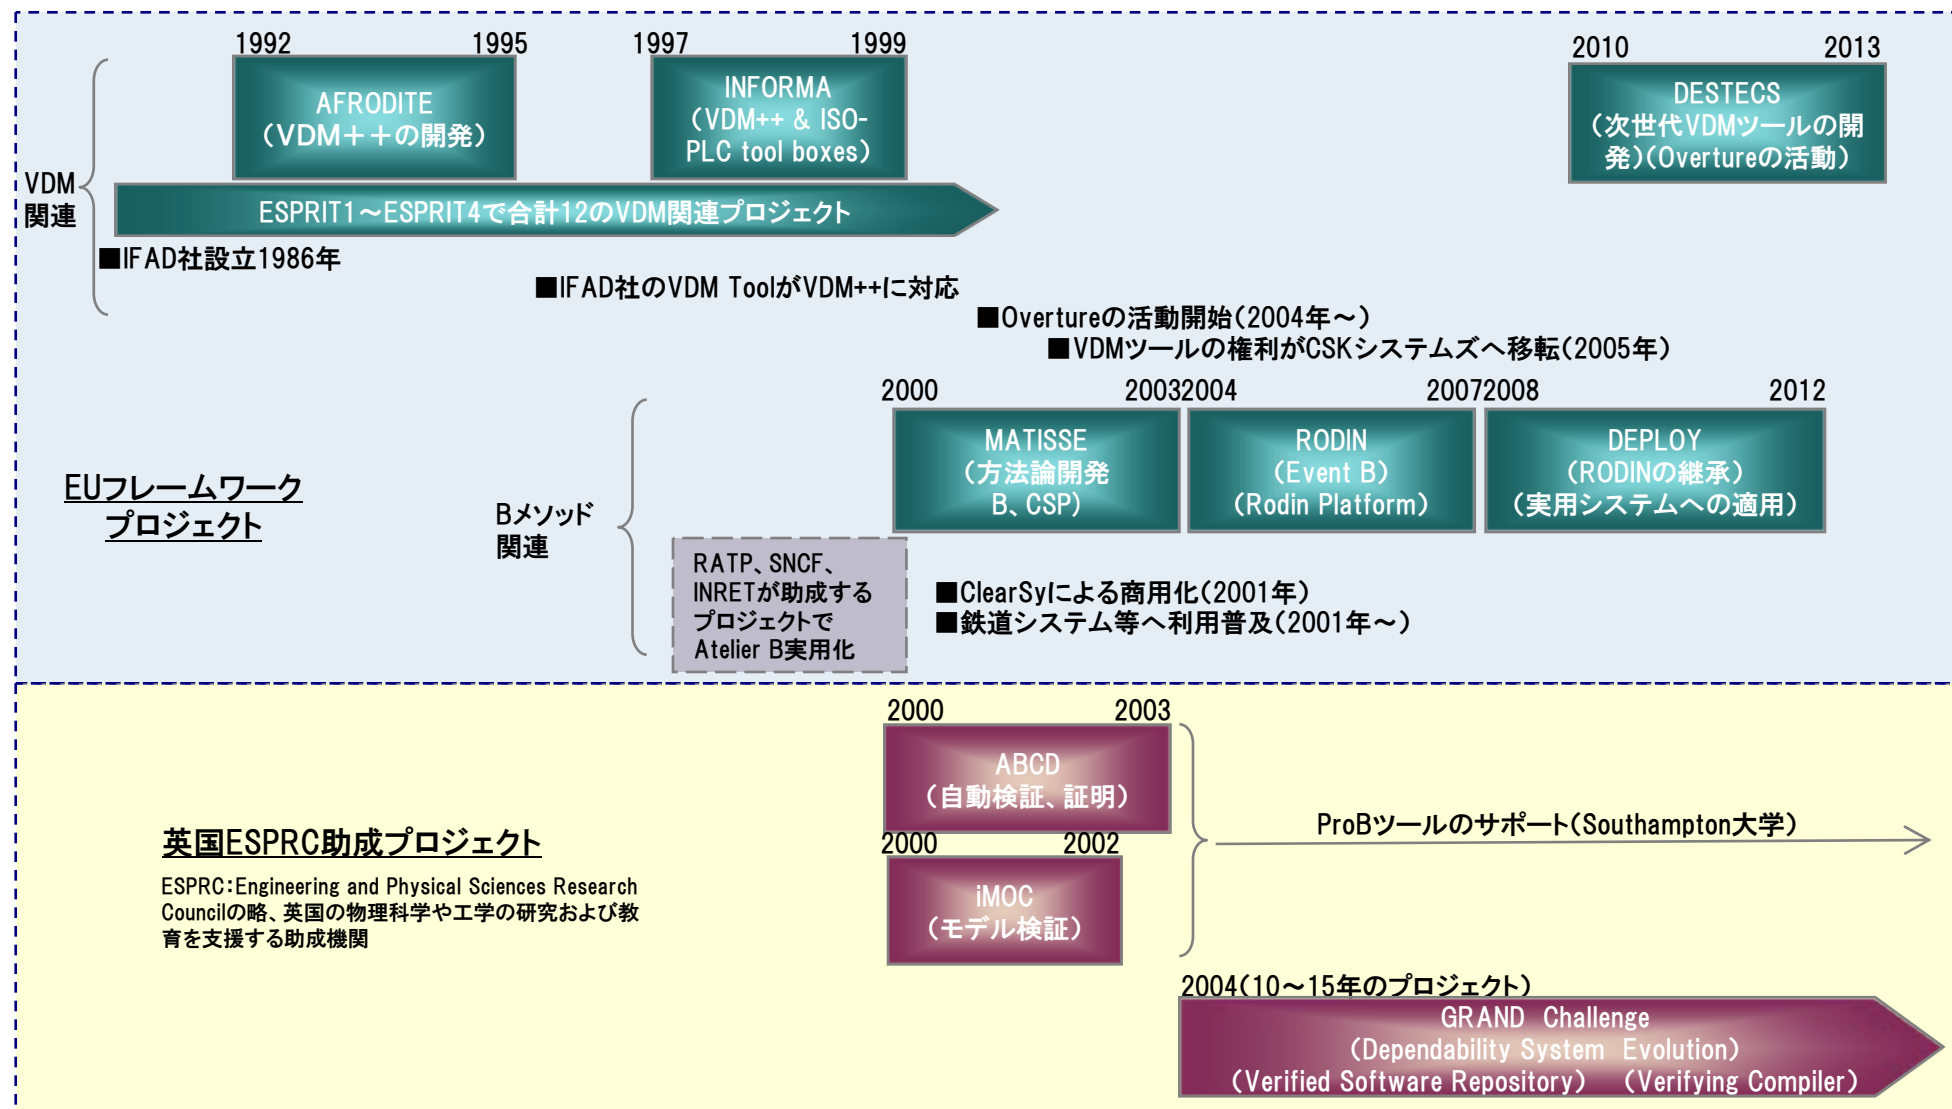 1992 1995
AFRODITE
（VDM＋＋の開発）
1997 1999
INFORMA
（VDM++ & ISO-
PLC tool boxes）
2010 2013
DESTECS
（次世代VDMツールの開
発）（Overtureの活動）
VDM
関連
ESPRIT1～ESPRIT4で合計12のVDM関連プロジェクト
■IFAD社設立1986年
■IFAD社のVDM ToolがVDM++に対応
■Overtureの活動開始（2004年～）
■VDMツールの権利がCSKシステムズへ移転（2005年）
EUフレームワーク
プロジェクト
Bメソッド
関連
2000 2003
MATISSE
（方法論開発
B、CSP）
2004 2007
RODIN
（Event B）
（Rodin Platform）
2008 2012
DEPLOY
（RODINの継承）
（実用システムへの適用）
RATP、SNCF、
INRETが助成する
プロジェクトで
Atelier B実用化
■ClearSyによる商用化（2001年）
■鉄道システム等へ利用普及（2001年～）
英国ESPRC助成プロジェクト
ESPRC：Engineering and Physical Sciences Research
Councilの略、英国の物理科学や工学の研究および教
育を支援する助成機関
2000 2003
ABCD
（自動検証、証明）
2000 2002
iMOC
（モデル検証）
ProBツールのサポート（Southampton大学）
2004（10～15年のプロジェクト）
GRAND Challenge
（Dependability System Evolution）
（Verified Software Repository） （Verifying Compiler）